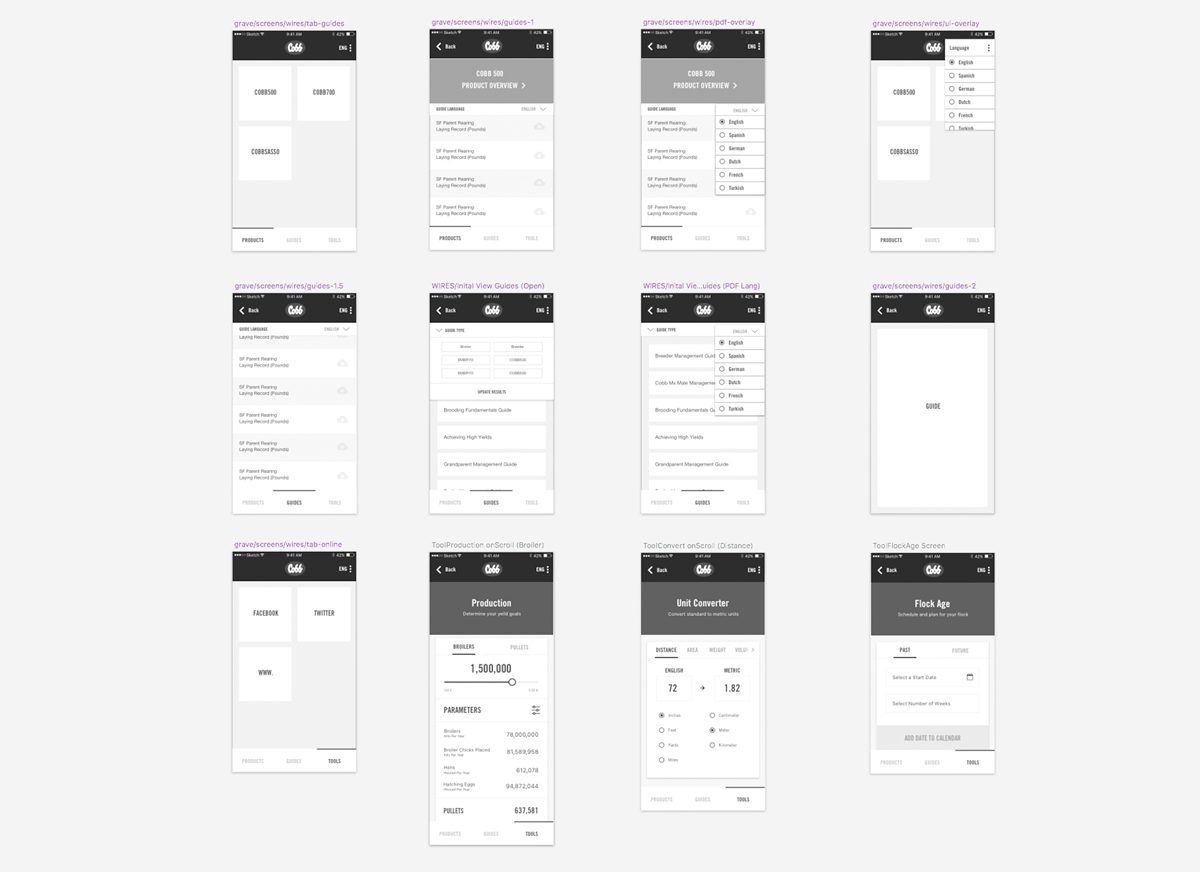 grave/screens/wires/tab-guides
Sketch 9:41 AM 42%
Cobb ENG
COBB500 COBB700
COBBSASSO
PRODUCTS GUIDES TOOLS
grave/screens/wires/guides-1
Sketch 9:41 AM 42%
Back Cobb ENG
COBB 500
PRODUCT OVERVIEW
GUIDE LANGUAGE ENGLISH
SF Parent Rearing
Laying Record (Pounds)
SF Parent Rearing
Laying Record (Pounds)
SF Parent Rearing
Laying Record (Pounds)
SF Parent Rearing
Laying Record (Pounds)
PRODUCTS GUIDES TOOLS
grave/screens/wires/pdf-overlay
Sketch 9:41 AM 42%
Back Cobb ENG
COBB 500
PRODUCT OVERVIEW
GUIDE LANGUAGE ENGLISH
SF Parent Rearing
Laying Record (Pounds)
SF Parent Rearing
Laying Record (Pounds)
SF Parent Rearing
Laying Record (Pounds)
SF Parent Rearing
Laying Record (Pounds)
English
Spanish
German
Dutch
French
Turkish
PRODUCTS GUIDES TOOLS
grave/screens/wires/ui-overlay
Sketch 9:41 AM 42%
Cobb
Language
English
Spanish
German
Dutch
French
Turkish
COBB500
COBBSASSO
PRODUCTS GUIDES TOOLS
grave/screens/wires/guides-1.5
Sketch 9:41 AM 42%
Back Cobb ENG
GUIDE LANGUAGE ENGLISH
Laying Record (Pounds)
SF Parent Rearing
Laying Record (Pounds)
SF Parent Rearing
Laying Record (Pounds)
SF Parent Rearing
Laying Record (Pounds)
SF Parent Rearing
Laying Record (Pounds)
SF Parent Rearing
Laying Record (Pounds)
PRODUCTS GUIDES TOOLS
WIRES/Inital View Guides (Open)
Sketch 9:41 AM 42%
Back Cobb ENG
GUIDE TYPE
Broiler Breeder
COBB500
COBB500
UPDATE RESULTS
Brooding Fundamentals Guide
Achieving High Yields
Grandparent Management Guide
PRODUCTS GUIDES TOOLS
WIRES/Inital Vie...uides (PDF Lang)
Sketch 9:41 AM 42%
Back Cobb ENG
GUIDE TYPE ENGLISH
English
Spanish
German
Dutch
French
Turkish
Breeder Management Guid
Cobb Mx Male Manageme
Brooding Fundamentals G
Achieving High Yields
Grandparent Management Guide
PRODUCTS GUIDES TOOLS
grave/screens/wires/guides-2
Sketch 9:41 AM 42%
Back Cobb ENG
GUIDE
grave/screens/wires/tab-online
Sketch 9:41 AM 42%
Cobb ENG
FACEBOOK TWITTER
WWW.
PRODUCTS GUIDES TOOLS
ToolProduction onScroll (Broiler)
Sketch 9:41 AM 42%
Back Cobb ENG
Production
Determine your yeild goals
BROILERS PULLETS
1,500,000
PARAMETERS
Broilers
Kills Per Year
78,000,000
Broiler Chicks Placed
Kills Per Year
81,589,958
Hens
Housed Per Year
612,078
Hatching Eggs
Housed Per Year
94,872,044
PULLETS 637,581
PRODUCTS GUIDES TOOLS
ToolConvert onScroll (Distance)
Sketch 9:41 AM 42%
Back Cobb ENG
Unit Converter
Convert standard to metric units
DISTANCE AREA WEIGHT VOLU
ENGLISH METRIC
72 1.82
Inches Centimeter
Feet Meter
Yards Kilometer
Miles
PRODUCTS GUIDES TOOLS
ToolFlockAge Screen
Sketch 9:41 AM 42%
Back Cobb ENG
Flock Age
Schedule and plan for your flock
PAST FUTURE
Select a Start Date
Select Number of Weeks
ADD DATE TO CALENDAR
PRODUCTS GUIDES TOOLS